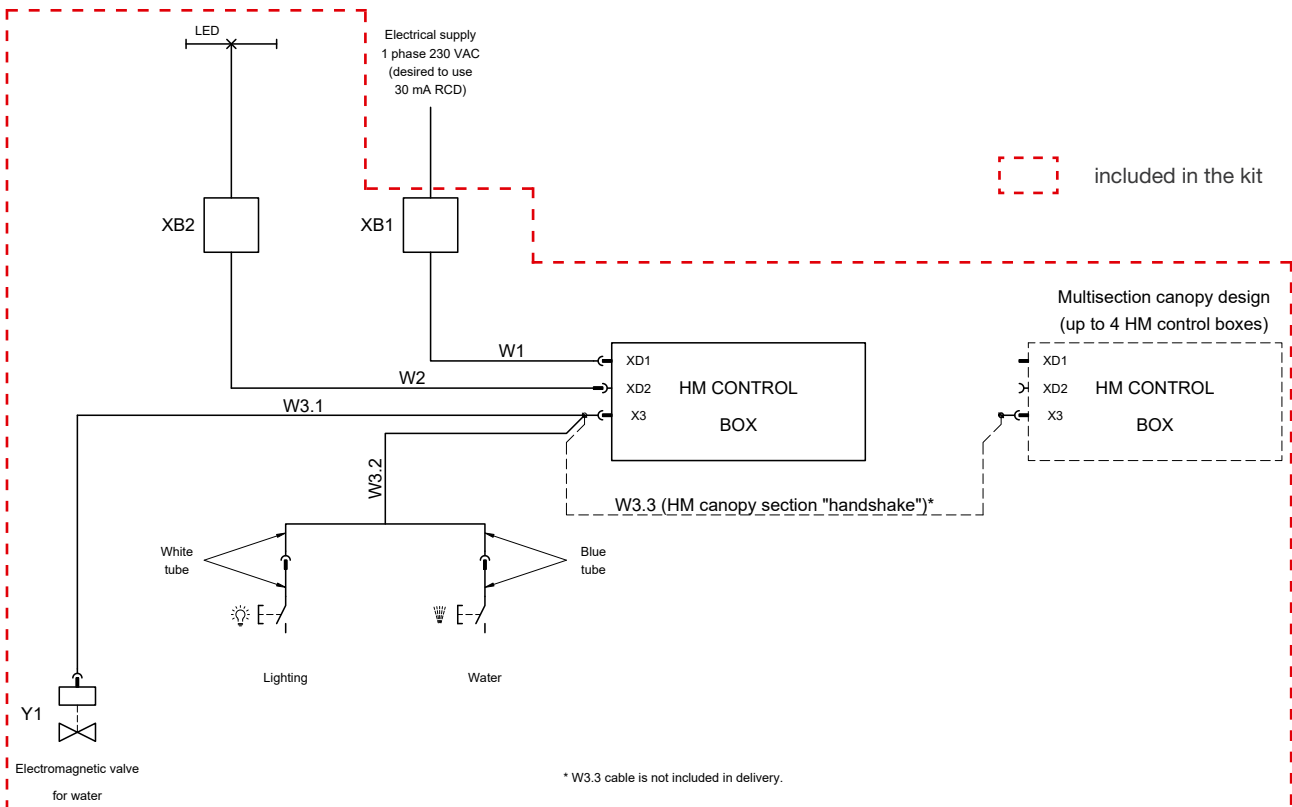 LED
Electrical supply
1 phase 230 VAC
(desired to use
30 mA RCD)
included in the kit
XB2
XB1
Multisection canopy design
(up to 4 HM control boxes)
W1
XD1
W2
XD2
HM CONTROL
BOX
W3.1
X3
XD1
XD2
HM CONTROL
BOX
X3
W3.2
W3.3 (HM canopy section "handshake")*
White
tube
Blue
tube
Lighting
Water
Y1
Electromagnetic valve
for water
* W3.3 cable is not included in delivery.